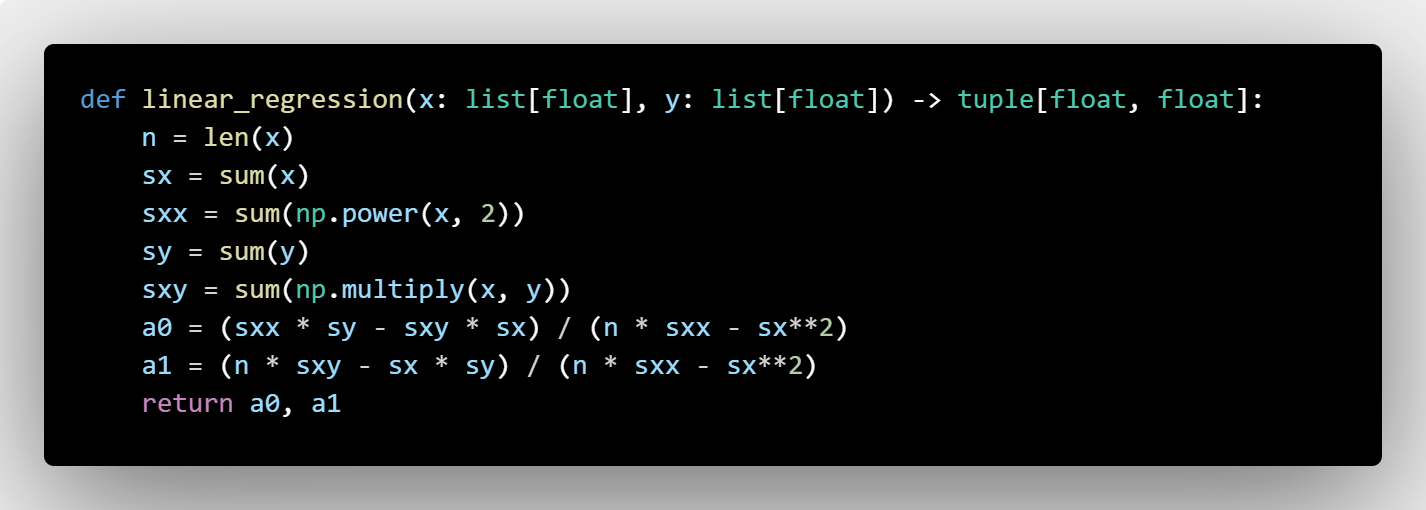 def linear_regression(x: list[float], y: list[float]) -> tuple[float, float]:
    n = len(x)
    sx = sum(x)
    sxx = sum(np.power(x, 2))
    sy = sum(y)
    sxy = sum(np.multiply(x, y))
    a0 = (sxx * sy - sxy * sx) / (n * sxx - sx**2)
    a1 = (n * sxy - sx * sy) / (n * sxx - sx**2)
    return a0, a1